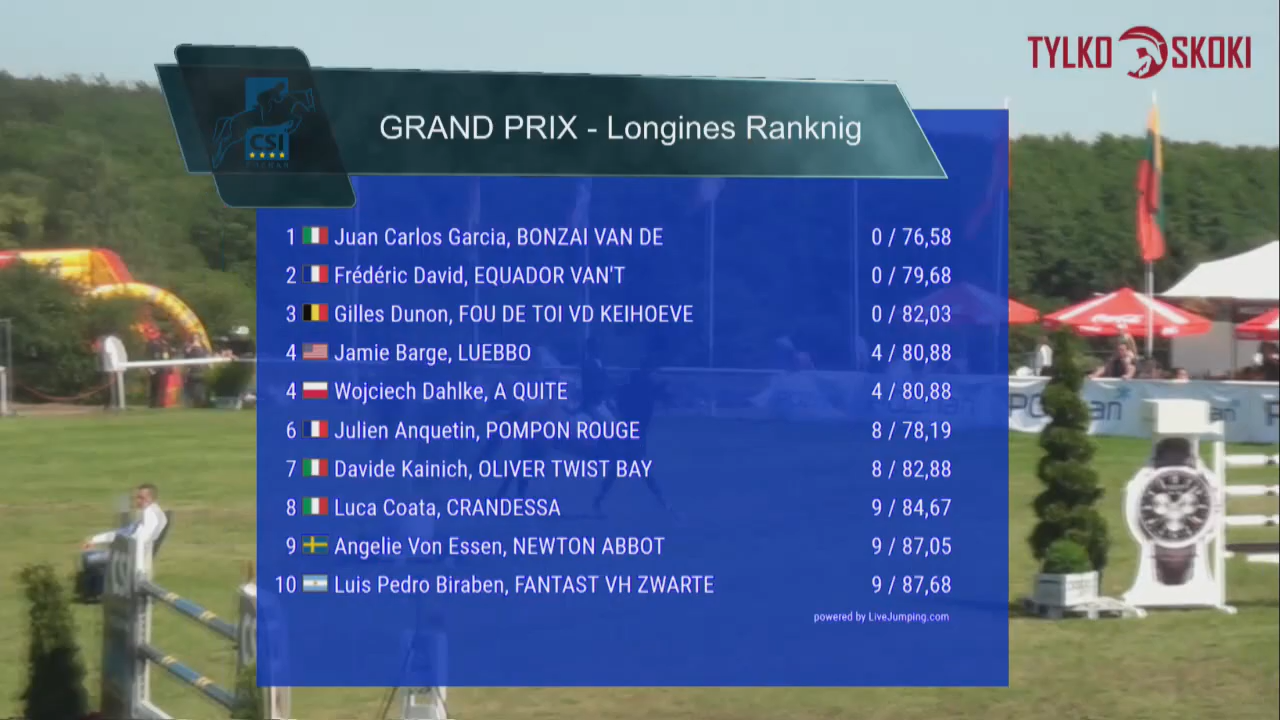 TYLKO SKOKI
CSI
GRAND PRIX - Longines Ranknig
1 Juan Carlos Garcia, BONZAI VAN DE 0 / 76,58
2 Frédéric David, EQUADOR VAN'T 0 / 79,68
3 Gilles Dunon, FOU DE TOI VD KEIHOEVE 0 / 82,03
4 Jamie Barge, LUEBBO 4 / 80,88
4 Wojciech Dahlke, A QUITE 4 / 80,88
6 Julien Anquetin, POMPON ROUGE 8 / 78,19
7 Davide Kainich, OLIVER TWIST BAY 8 / 82,88
8 Luca Coata, CRANDESSA 9 / 84,67
9 Angelie Von Essen, NEWTON ABBOT 9 / 87,05
10 Luis Pedro Biraben, FANTAST VH ZWARTE 9 / 87,68
powered by LiveJumping.com